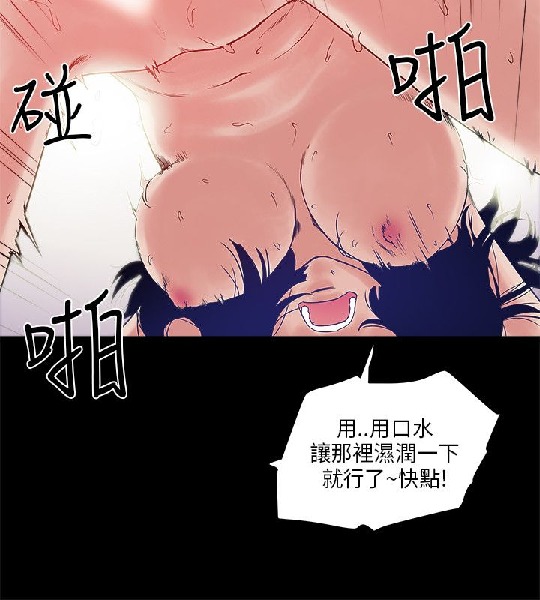 啪
碰
啪
用..用口水
讓那裡濕潤一下
就行了~快點!